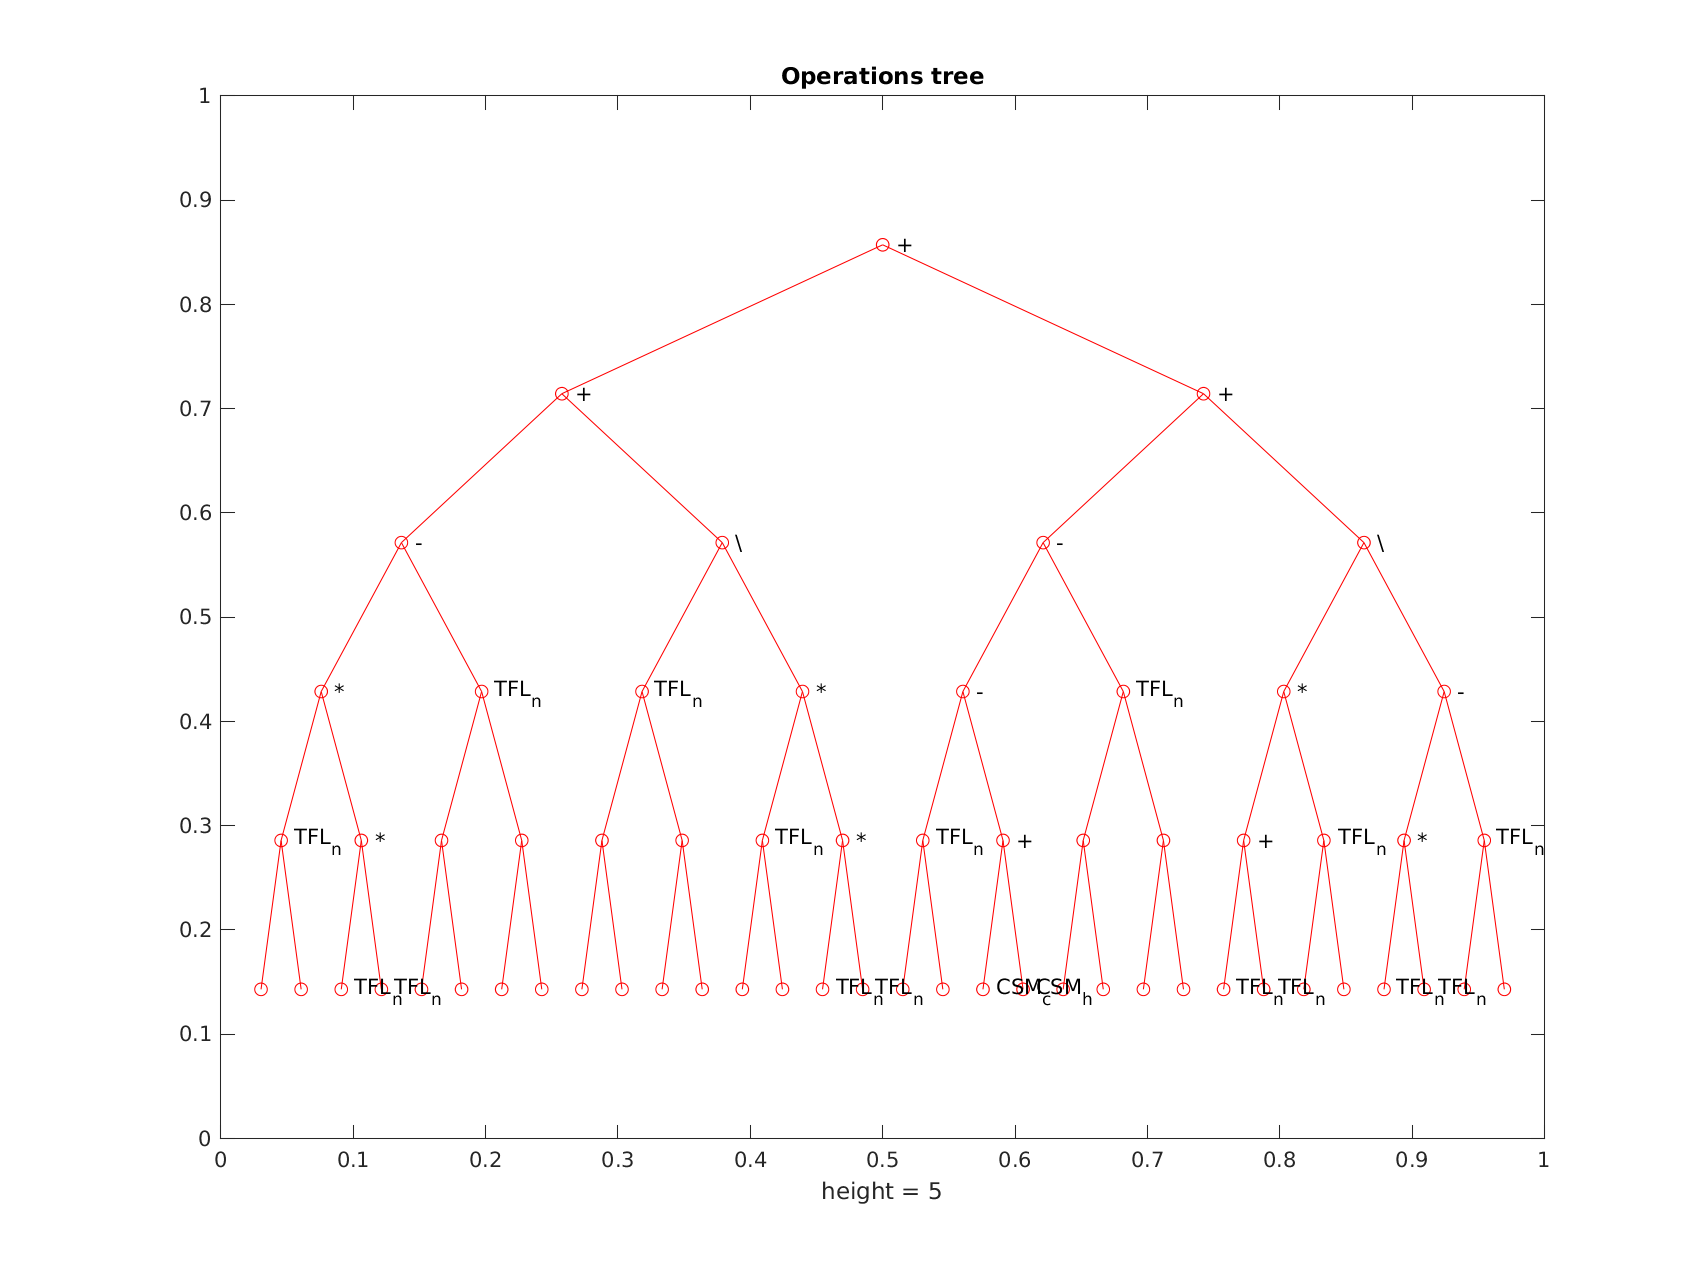 Operations tree
1
0.9
+
0.8
+ +
0.7
0.6
- \ - \
0.5
* TFLn TFLn * - TFLn * -
0.4
0.3
TFLn * TFLn * TFLn + + TFLn * TFLn
0.2
TFLn TFLn TFLn TFLn CSMc CSMh TFLn TFLn TFLn TFLn
0.1
0
0 0.1 0.2 0.3 0.4 0.5 0.6 0.7 0.8 0.9 1
height = 5